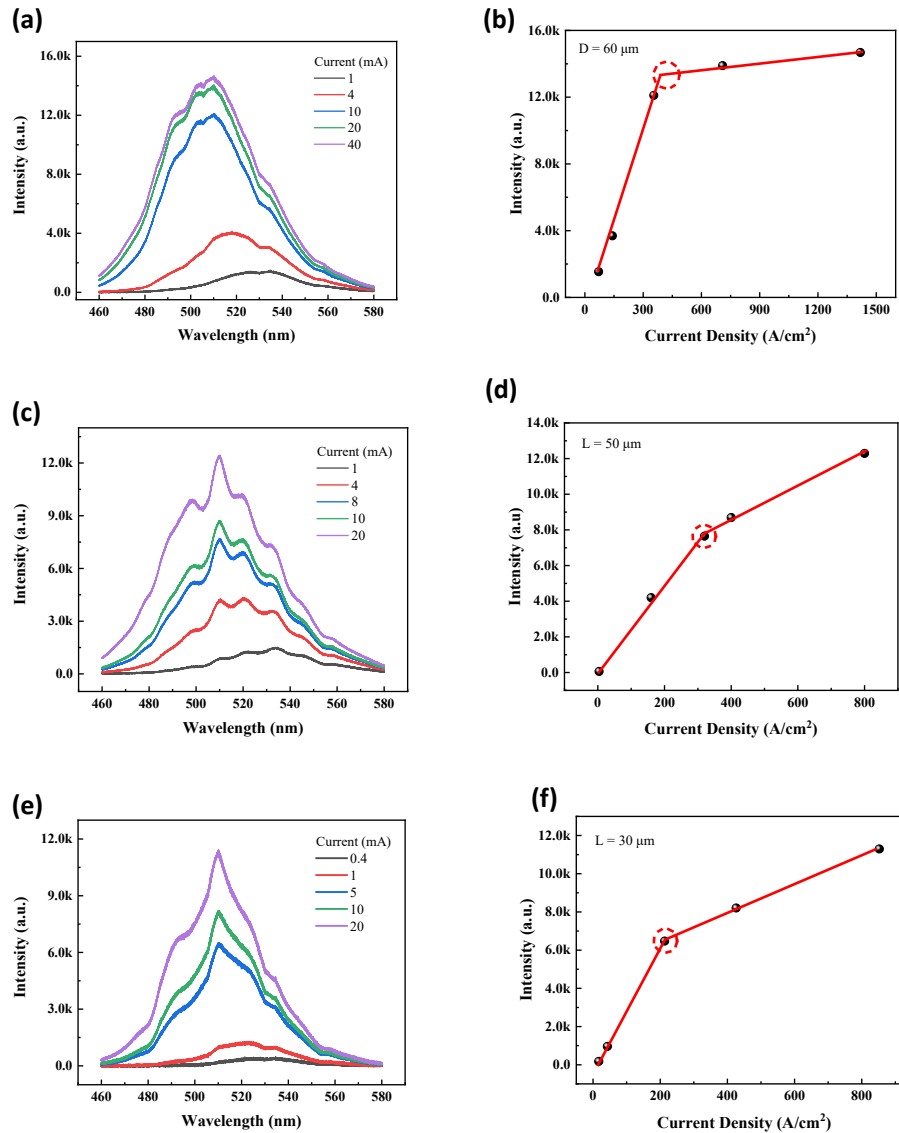 (a)
Current (mA)
1
4
10
20
40
12.0k
8.0k
4.0k
0.0
460 480 500 520 540 560 580
Intensity (a.u.)
Wavelength (nm)
(b)
D = 60 μm
16.0k
12.0k
8.0k
4.0k
0.0
0 300 600 900 1200 1500
Intensity (a.u.)
Current Density (A/cm²)
(c)
Current (mA)
1
4
8
10
20
12.0k
9.0k
6.0k
3.0k
0.0
460 480 500 520 540 560 580
Intensity (a.u.)
Wavelength (nm)
(d)
L = 50 μm
14.0k
12.0k
10.0k
8.0k
6.0k
4.0k
2.0k
0.0
0 200 400 600 800
Intensity (a.u)
Current Density (A/cm²)
(e)
Current (mA)
0.4
1
5
10
20
12.0k
9.0k
6.0k
3.0k
0.0
460 480 500 520 540 560 580
Intensity (a.u.)
Wavelength (nm)
(f)
L = 30 μm
12.0k
10.0k
8.0k
6.0k
4.0k
2.0k
0.0
0 200 400 600 800
Intensity (a.u.)
Current Density (A/cm²)